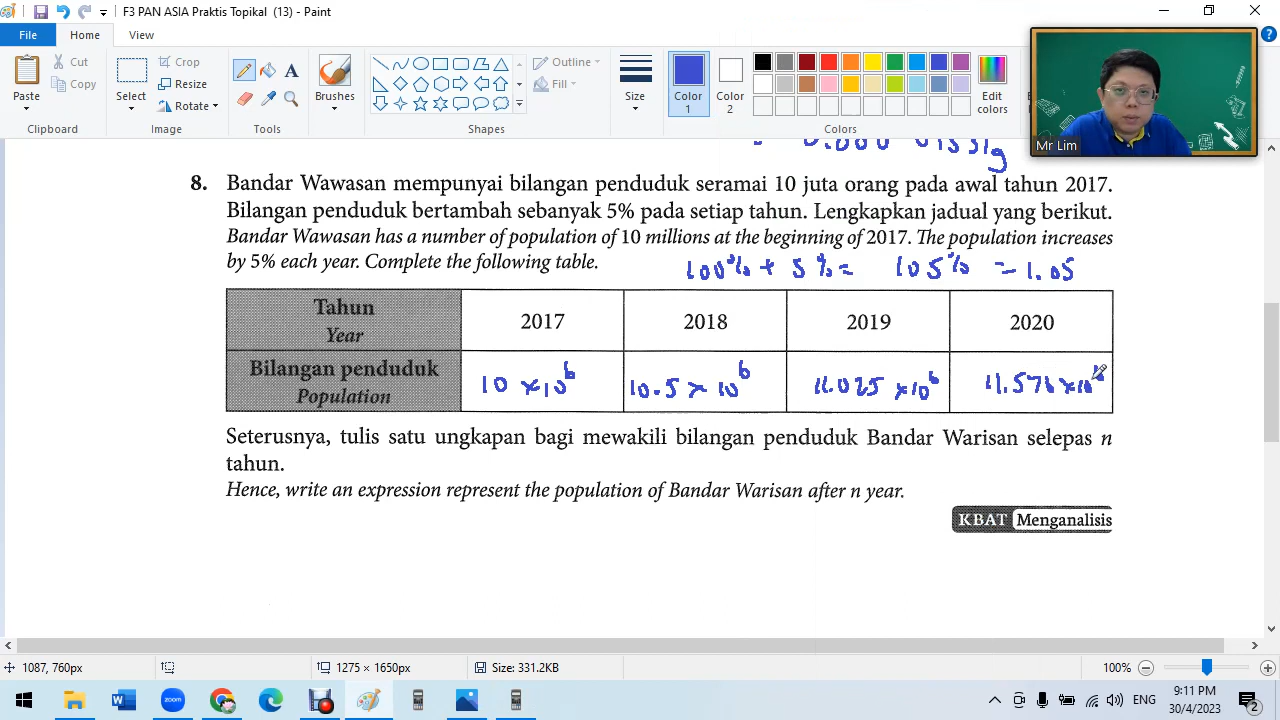 F3 PAN ASIA Praktis Topikal (13) - Paint
File Home View
Paste Cut Copy Select Crop Resize Rotate A Brushes Outline Fill Size Color 1 Color 2 Edit colors
Clipboard Image Tools Shapes Colors
Mr Lim
8. Bandar Wawasan mempunyai bilangan penduduk seramai 10 juta orang pada awal tahun 2017.
Bilangan penduduk bertambah sebanyak 5% pada setiap tahun. Lengkapkan jadual yang berikut.
Bandar Wawasan has a number of population of 10 millions at the beginning of 2017. The population increases
by 5% each year. Complete the following table.
100% + 5% = 105% = 1.05
Tahun
Year
2017 2018 2019 2020
Bilangan penduduk
Population
10 × 10⁶ 10.5 × 10⁶ 11.025 × 10⁶ 11.576 × 10⁶
Seterusnya, tulis satu ungkapan bagi mewakili bilangan penduduk Bandar Warisan selepas n
tahun.
Hence, write an expression represent the population of Bandar Warisan after n year.
KBAT Menganalisis
1087, 760px 1275 × 1650px Size: 331.2KB 100%
W zoom ENG 9:11 PM
30/4/2023 2